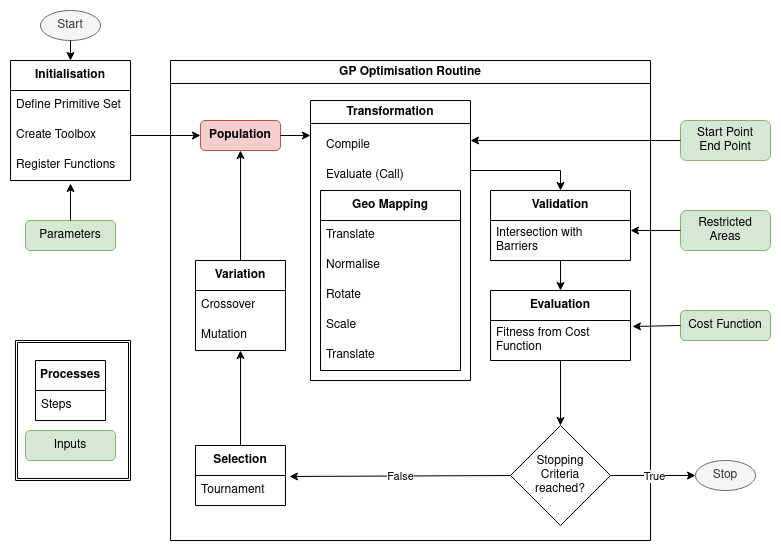 Start
Initialisation
Define Primitive Set
Create Toolbox
Register Functions
Parameters
GP Optimisation Routine
Population
Transformation
Compile
Evaluate (Call)
Geo Mapping
Translate
Normalise
Rotate
Scale
Translate
Start Point
End Point
Validation
Intersection with
Barriers
Restricted
Areas
Evaluation
Fitness from Cost
Function
Cost Function
Variation
Crossover
Mutation
Selection
Tournament
False
Stopping
Criteria
reached?
True
Stop
Processes
Steps
Inputs